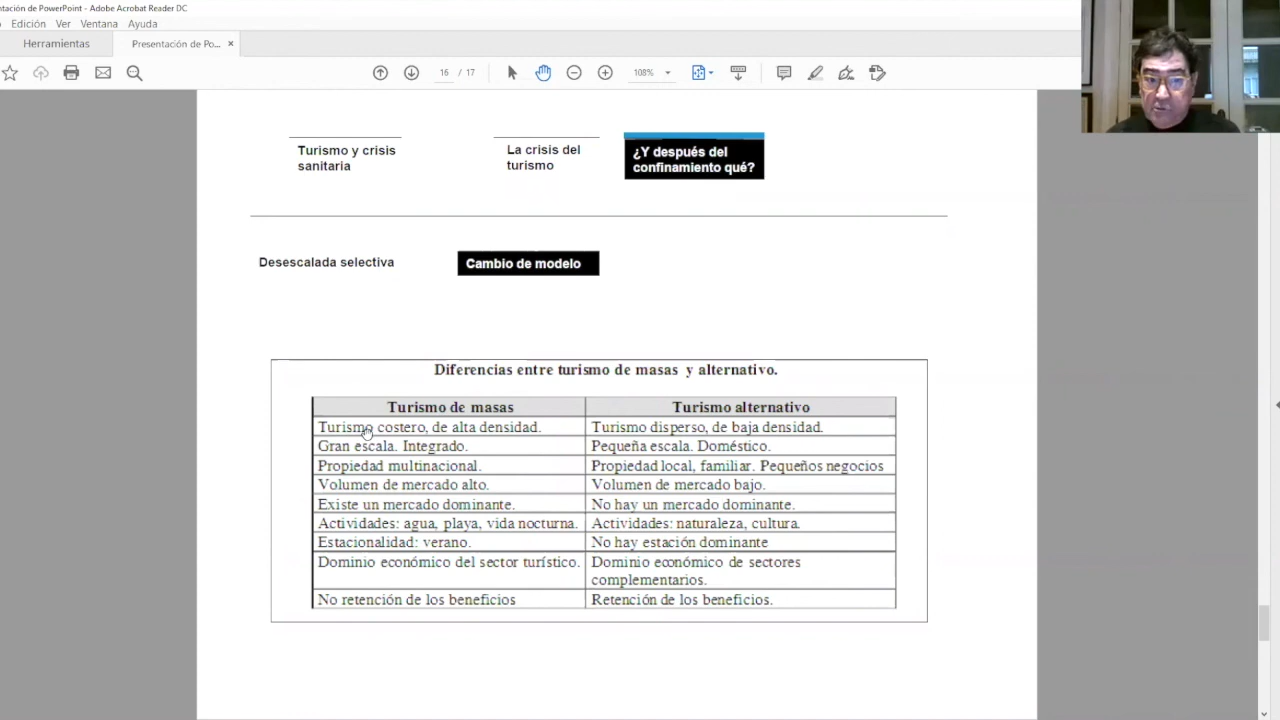 ntación de PowerPoint - Adobe Acrobat Reader DC
Edición Ver Ventana Ayuda
Herramientas Presentación de Po... ×
16 / 17 108%
Turismo y crisis
sanitaria
La crisis del
turismo
¿Y después del
confinamiento qué?
Desescalada selectiva
Cambio de modelo
Diferencias entre turismo de masas y alternativo.
Turismo de masas Turismo alternativo
Turismo costero, de alta densidad. Turismo disperso, de baja densidad.
Gran escala. Integrado. Pequeña escala. Doméstico.
Propiedad multinacional. Propiedad local, familiar. Pequeños negocios
Volumen de mercado alto. Volumen de mercado bajo.
Existe un mercado dominante. No hay un mercado dominante.
Actividades: agua, playa, vida nocturna. Actividades: naturaleza, cultura.
Estacionalidad: verano. No hay estación dominante
Dominio económico del sector turístico. Dominio económico de sectores
complementarios.
No retención de los beneficios Retención de los beneficios.